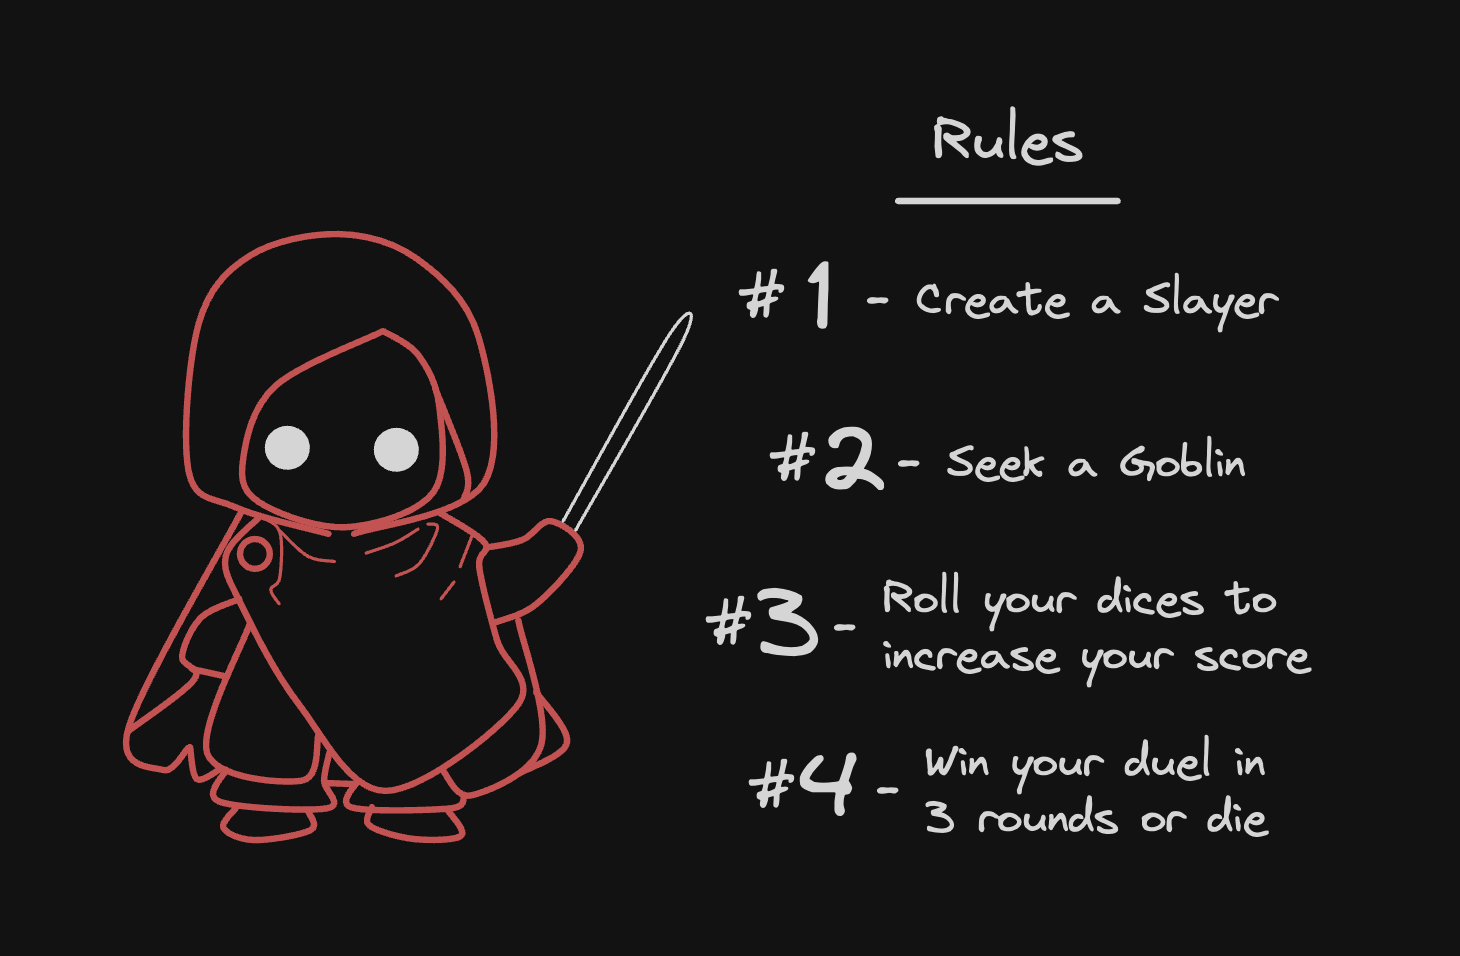 Rules
#1 - Create a Slayer
#2 - Seek a Goblin
#3 - Roll your dices to
increase your score
#4 - Win your duel in
3 rounds or die